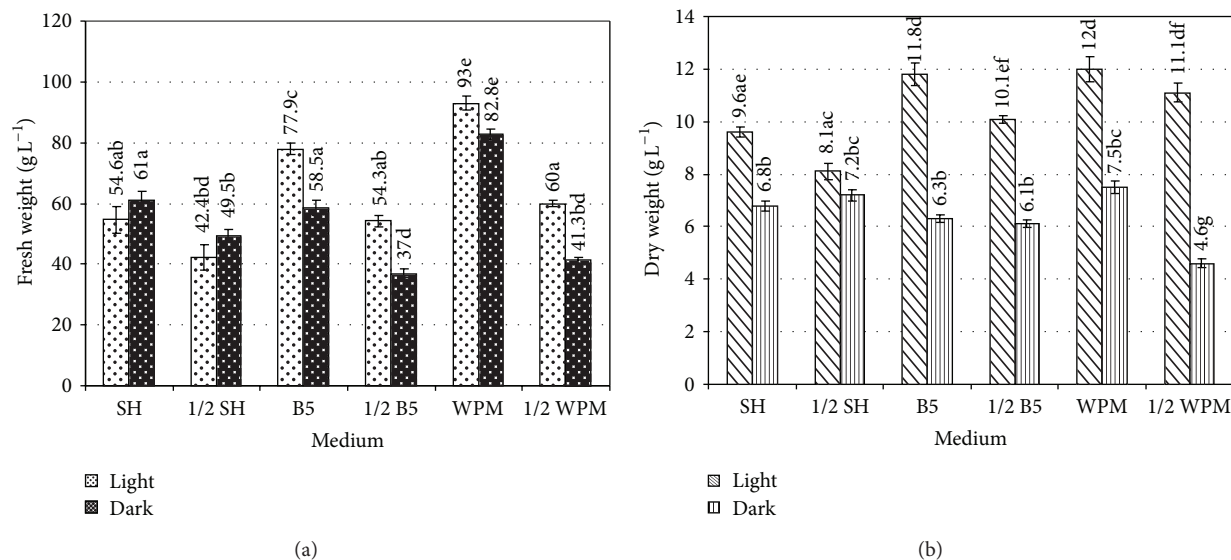 120
100
80
60
40
20
0
Fresh weight (g L⁻¹)
54.6ab
61a
42.4bd
49.5b
77.9c
58.5a
54.3ab
37d
93e
82.8e
60a
41.3bd
SH
1/2 SH
B5
1/2 B5
WPM
1/2 WPM
Medium
Light
Dark
(a)
14
12
10
8
6
4
2
0
Dry weight (g L⁻¹)
9.6ae
6.8b
8.1ac
7.2bc
11.8d
6.3b
10.1ef
6.1b
12d
7.5bc
11.1df
4.6g
SH
1/2 SH
B5
1/2 B5
WPM
1/2 WPM
Medium
Light
Dark
(b)